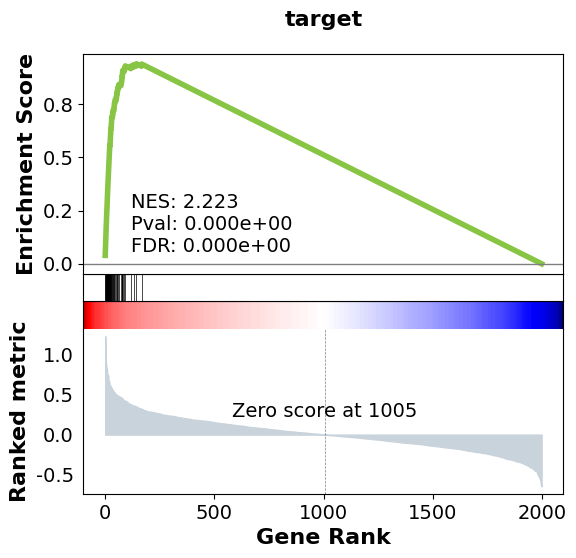 target
Enrichment Score
0.8
0.5
0.2
0.0
NES: 2.223
Pval: 0.000e+00
FDR: 0.000e+00
Ranked metric
1.0
0.5
0.0
-0.5
Zero score at 1005
0 500 1000 1500 2000
Gene Rank